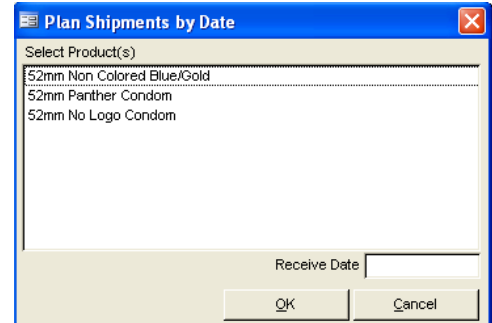 Plan Shipments by Date
Select Product(s)
52mm Non Colored Blue/Gold
52mm Panther Condom
52mm No Logo Condom
Receive Date
OK Cancel